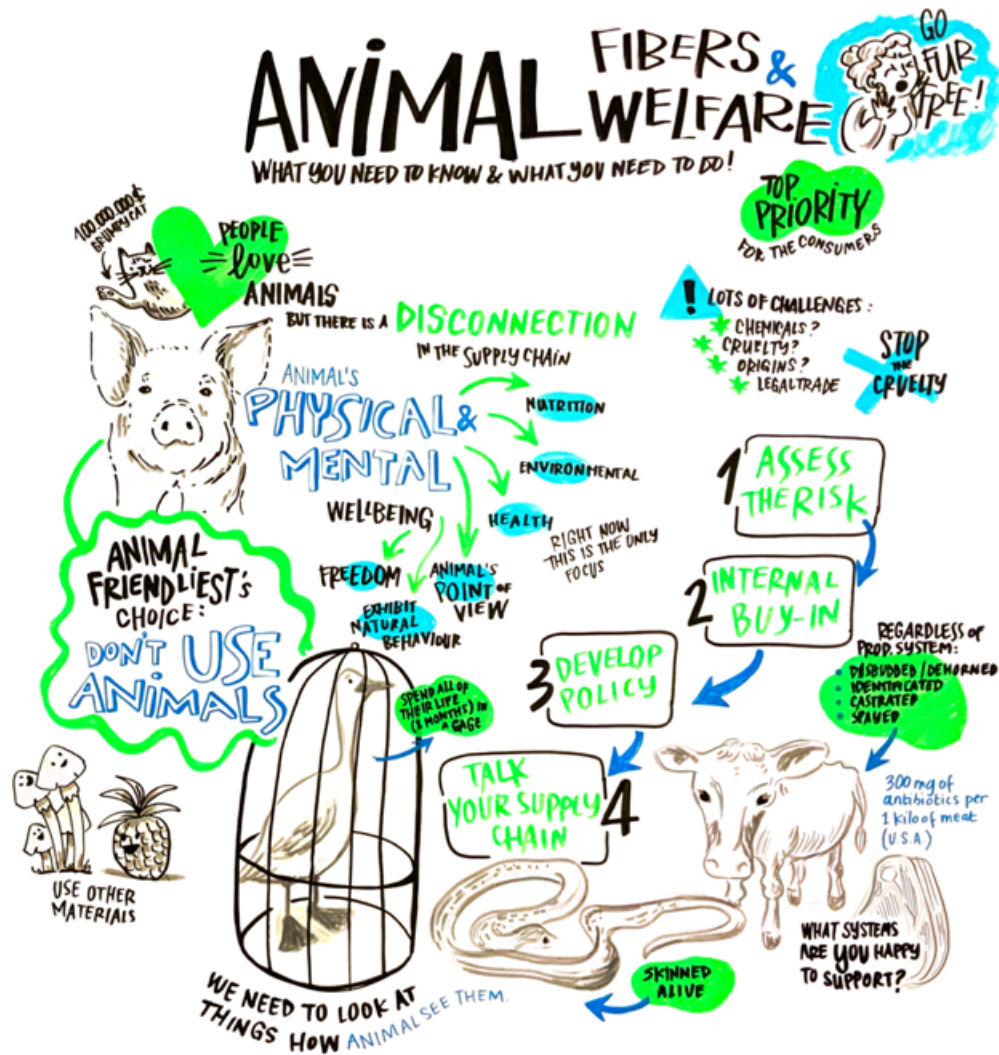 ANIMAL
FIBERS &
WELFARE
WHAT YOU NEED TO KNOW & WHAT YOU NEED TO DO!
GO
FUR
FREE!
TOP
PRIORITY
FOR THE CONSUMERS
100.000.000$
GRUMPY CAT
PEOPLE
love
ANIMALS
BUT THERE IS A DISCONNECTION
IN THE SUPPLY CHAIN
! LOTS OF CHALLENGES:
CHEMICALS?
CRUELTY?
ORIGINS?
LEGAL TRADE
STOP
THE
CRUELTY
ANIMAL'S
PHYSICAL &
MENTAL
WELLBEING
NUTRITION
ENVIRONMENTAL
HEALTH
RIGHT NOW
THIS IS THE ONLY
FOCUS
FREEDOM
ANIMAL'S
POINT OF
VIEW
EXHIBIT
NATURAL
BEHAVIOUR
ANIMAL
FRIENDLIEST'S
CHOICE:
DON'T USE
ANIMALS
1 ASSESS
THE RISK
2 INTERNAL
BUY-IN
3 DEVELOP
POLICY
TALK
YOUR SUPPLY
CHAIN
4
REGARDLESS OF
PROD. SYSTEM:
• DISBUDDED / DEHORNED
• IDENTIFICATED
• CASTRATED
• SPAVED
SPEND ALL OF
THEIR LIFE
(3 MONTHS) IN
A CAGE
300 mg of
antibiotics per
1 kilo of meat
(U.S.A.)
USE OTHER
MATERIALS
WHAT SYSTEMS
ARE YOU HAPPY
TO SUPPORT?
SKINNED
ALIVE
WE NEED TO LOOK AT
THINGS HOW ANIMAL SEE THEM.